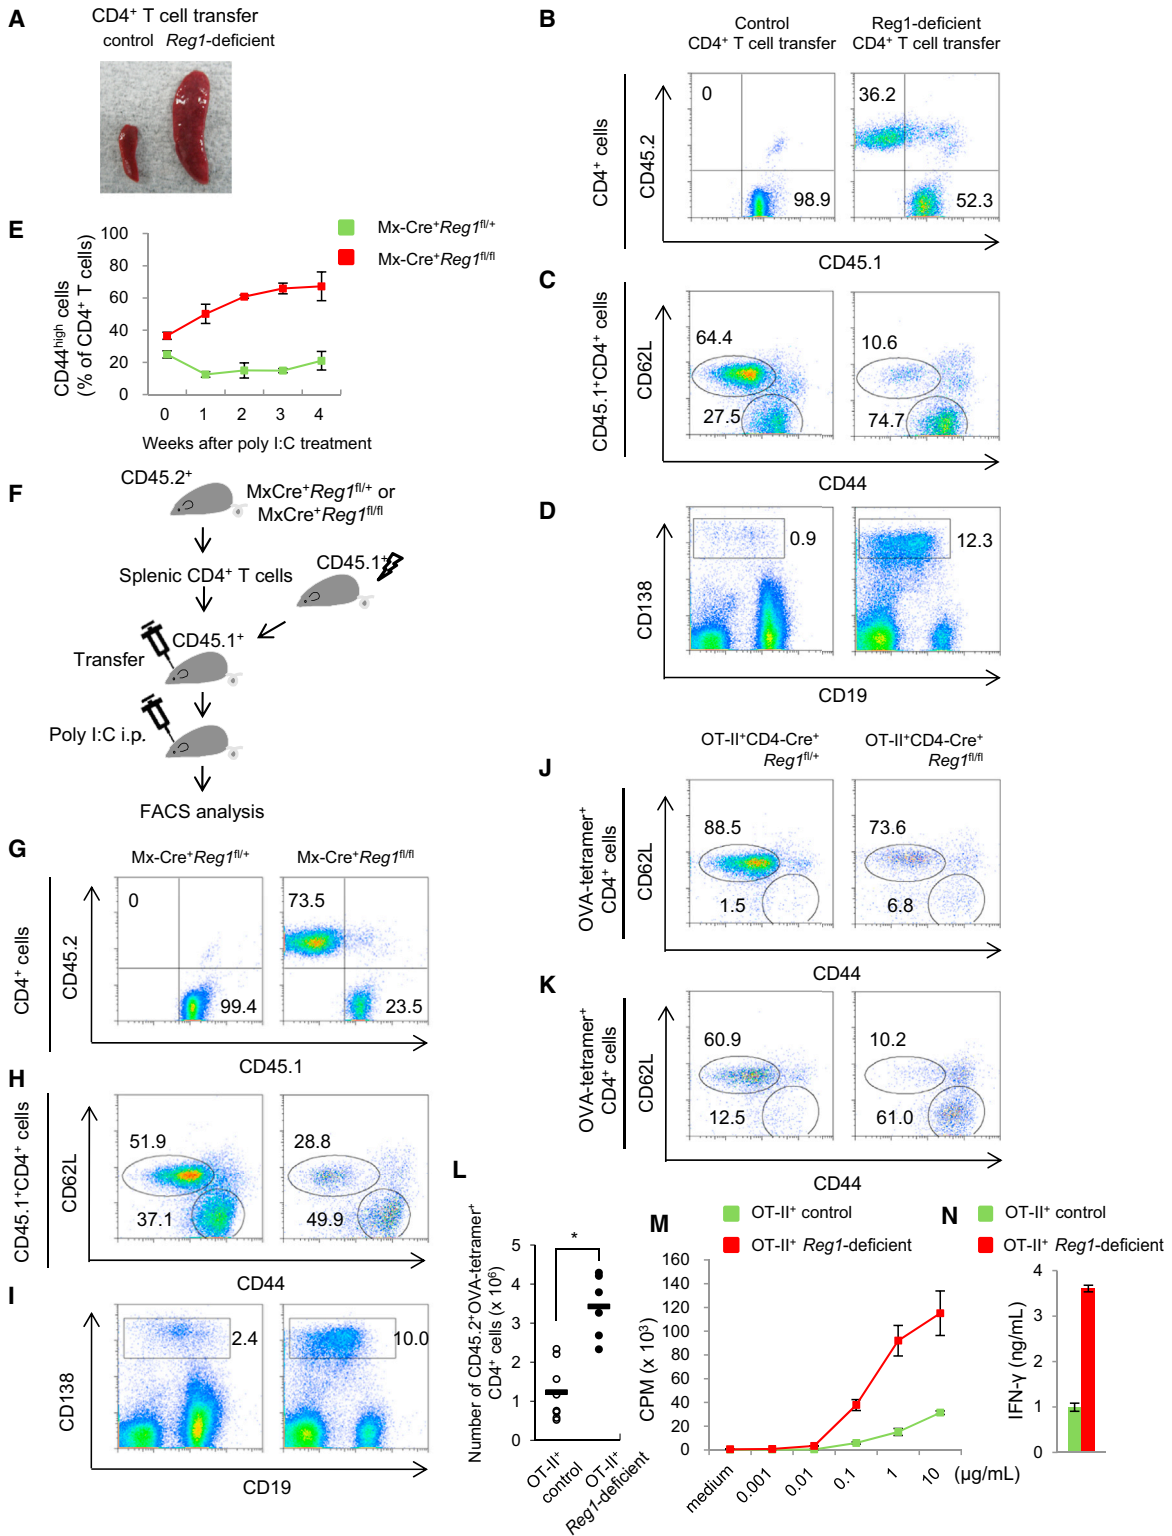 A
CD4⁺ T cell transfer
control Reg1-deficient
B
Control
CD4⁺ T cell transfer
Reg1-deficient
CD4⁺ T cell transfer
CD4⁺ cells
CD45.2
0
98.9
36.2
52.3
CD45.1
E
CD44ʰⁱᵍʰ cells
(% of CD4⁺ T cells)
100
80
60
40
20
0
0 1 2 3 4
Weeks after poly I:C treatment
Mx-Cre⁺Reg1ᶠˡ/⁺
Mx-Cre⁺Reg1ᶠˡ/ᶠˡ
C
CD45.1⁺CD4⁺ cells
CD62L
64.4
27.5
10.6
74.7
CD44
F
CD45.2⁺
MxCre⁺Reg1ᶠˡ/⁺ or
MxCre⁺Reg1ᶠˡ/ᶠˡ
Splenic CD4⁺ T cells
CD45.1⁺
CD45.1⁺
Transfer
Poly I:C i.p.
FACS analysis
D
CD138
0.9
12.3
CD19
G
Mx-Cre⁺Reg1ᶠˡ/⁺
Mx-Cre⁺Reg1ᶠˡ/ᶠˡ
CD4⁺ cells
CD45.2
0
99.4
73.5
23.5
CD45.1
H
CD45.1⁺CD4⁺ cells
CD62L
51.9
37.1
28.8
49.9
CD44
I
CD138
2.4
10.0
CD19
J
OT-II⁺CD4-Cre⁺
Reg1ᶠˡ/⁺
OT-II⁺CD4-Cre⁺
Reg1ᶠˡ/ᶠˡ
OVA-tetramer⁺
CD4⁺ cells
CD62L
88.5
1.5
73.6
6.8
CD44
K
OVA-tetramer⁺
CD4⁺ cells
CD62L
60.9
12.5
10.2
61.0
CD44
L
Number of CD45.2⁺OVA-tetramer⁺
CD4⁺ cells (x 10⁶)
5
4
3
2
1
0
*
OT-II⁺
control
OT-II⁺
Reg1-deficient
M
OT-II⁺ control
OT-II⁺ Reg1-deficient
CPM (x 10³)
160
140
120
100
80
60
40
20
0
medium 0.001 0.01 0.1 1 10 (μg/mL)
N
OT-II⁺ control
OT-II⁺ Reg1-deficient
IFN-γ (ng/mL)
4
3
2
1
0